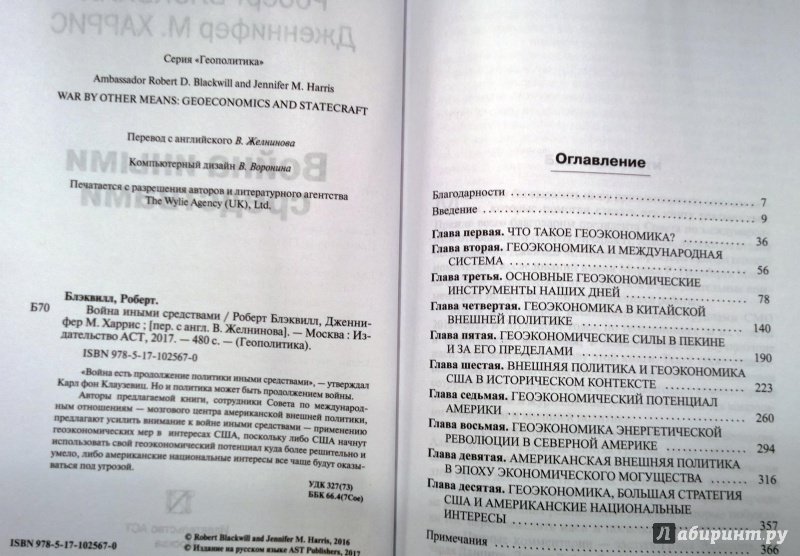 Серия «Геополитика»
Ambassador Robert D. Blackwill and Jennifer M. Harris
WAR BY OTHER MEANS: GEOECONOMICS AND STATECRAFT
Перевод с английского В. Желнинова
Компьютерный дизайн В. Воронина
Печатается с разрешения авторов и литературного агентства
The Wylie Agency (UK), Ltd.
Блэквилл, Роберт.
Б70 Война иными средствами / Роберт Блэквилл, Дженни-
фер М. Харрис ; [пер. с англ. В. Желнинова]. — Москва : Из-
дательство АСТ, 2017. — 480 с. — (Геополитика).
ISBN 978-5-17-102567-0
«Война есть продолжение политики иными средствами», — утверждал
Карл фон Клаузевиц. Но и политика может быть продолжением войны.
Авторы предлагаемой книги, сотрудники Совета по международ-
ным отношениям — мозгового центра американской внешней политики,
предлагают усилить внимание к войне иными средствами — применению
геоэкономических мер в интересах США, поскольку либо США начнут
использовать свой геоэкономический потенциал куда более решительно и
умело, либо американские национальные интересы все чаще будут оказы-
ваться под угрозой.
УДК 327(73)
ББК 66.4(7Сое)
© Robert Blackwill and Jennifer M. Harris, 2016
ISBN 978-5-17-102567-0 © Издание на русском языке AST Publishers, 2017
Оглавление
Благодарности 7
Введение 9
Глава первая. ЧТО ТАКОЕ ГЕОЭКОНОМИКА? 36
Глава вторая. ГЕОЭКОНОМИКА И МЕЖДУНАРОДНАЯ
СИСТЕМА 56
Глава третья. ОСНОВНЫЕ ГЕОЭКОНОМИЧЕСКИЕ
ИНСТРУМЕНТЫ НАШИХ ДНЕЙ 78
Глава четвертая. ГЕОЭКОНОМИКА В КИТАЙСКОЙ
ВНЕШНЕЙ ПОЛИТИКЕ 140
Глава пятая. ГЕОЭКОНОМИЧЕСКИЕ СИЛЫ В ПЕКИНЕ
И ЗА ЕГО ПРЕДЕЛАМИ 190
Глава шестая. ВНЕШНЯЯ ПОЛИТИКА И ГЕОЭКОНОМИКА
США В ИСТОРИЧЕСКОМ КОНТЕКСТЕ 223
Глава седьмая. ГЕОЭКОНОМИЧЕСКИЙ ПОТЕНЦИАЛ
АМЕРИКИ 260
Глава восьмая. ГЕОЭКОНОМИКА ЭНЕРГЕТИЧЕСКОЙ
РЕВОЛЮЦИИ В СЕВЕРНОЙ АМЕРИКЕ 294
Глава девятая. АМЕРИКАНСКАЯ ВНЕШНЯЯ ПОЛИТИКА
В ЭПОХУ ЭКОНОМИЧЕСКОГО МОГУЩЕСТВА 316
Глава десятая. ГЕОЭКОНОМИКА, БОЛЬШАЯ СТРАТЕГИЯ
США И АМЕРИКАНСКИЕ НАЦИОНАЛЬНЫЕ
ИНТЕРЕСЫ 357
Примечания 366
лабиринт.ру